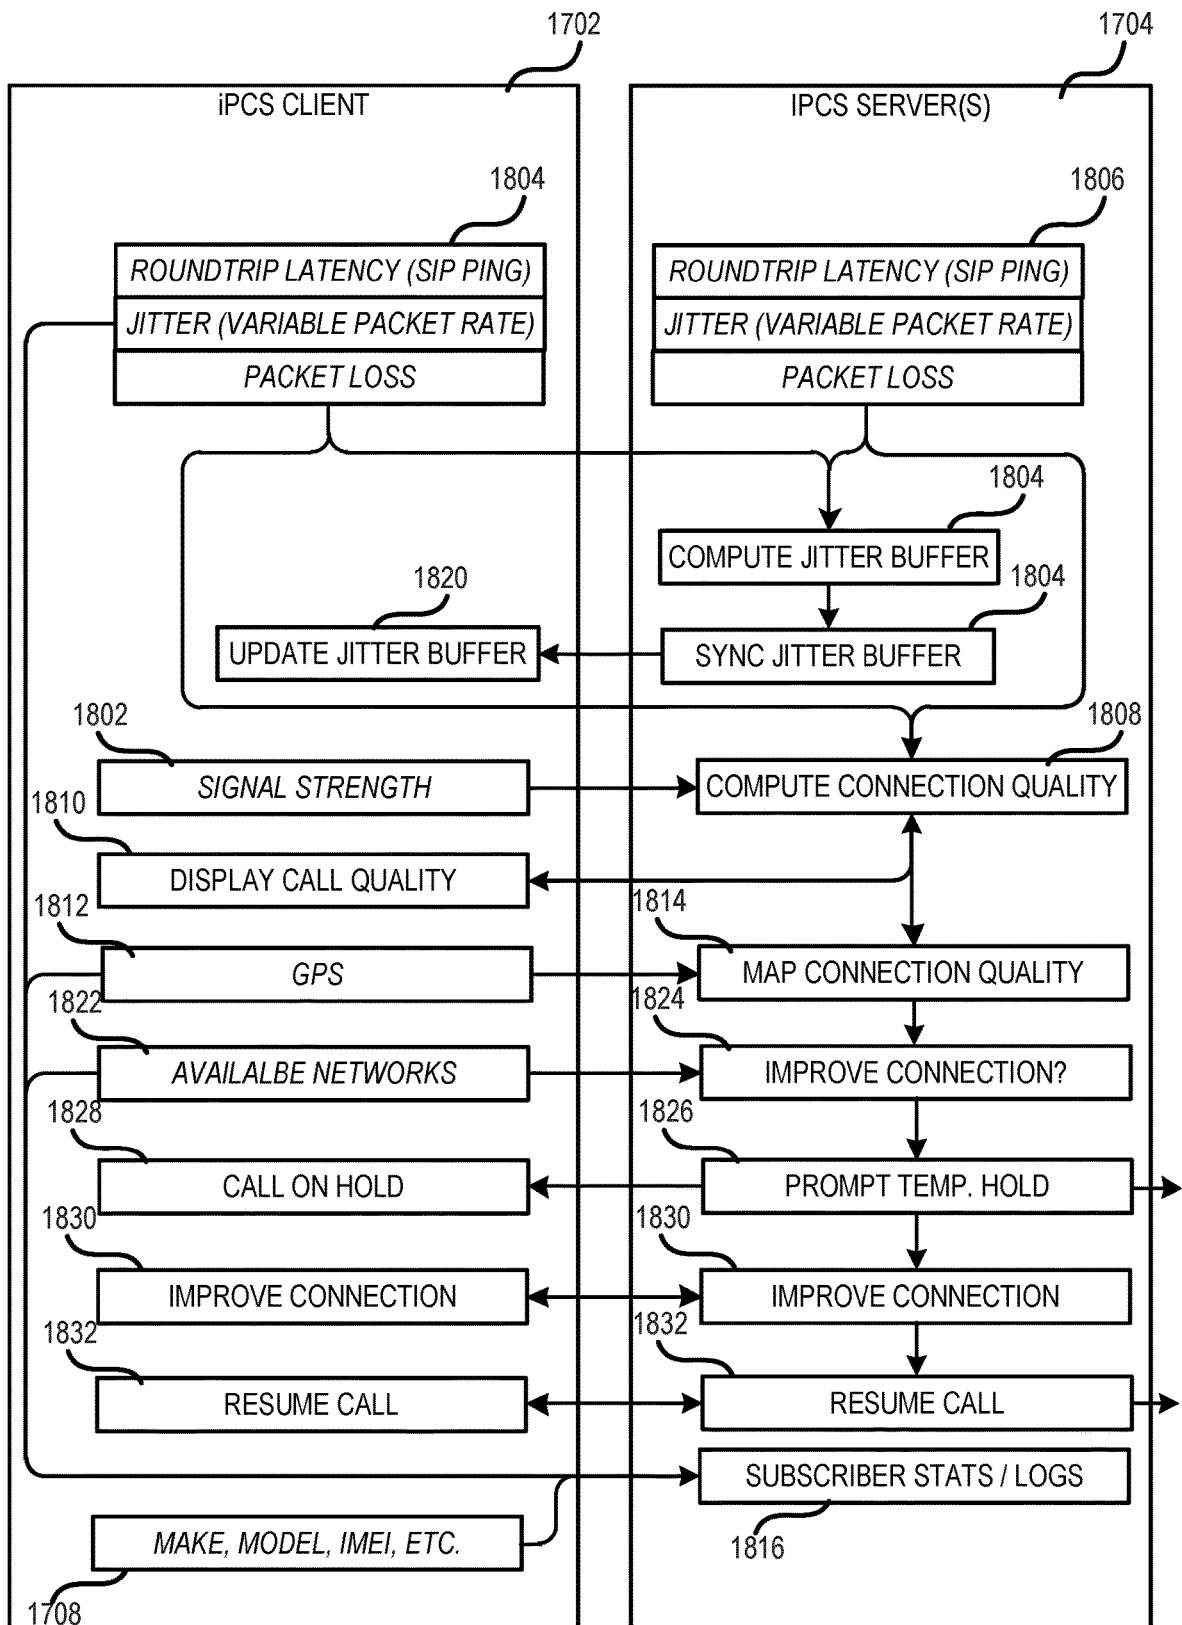 1702
1704
iPCS CLIENT
IPCS SERVER(S)
1804
1806
ROUNDTRIP LATENCY (SIP PING)
ROUNDTRIP LATENCY (SIP PING)
JITTER (VARIABLE PACKET RATE)
JITTER (VARIABLE PACKET RATE)
PACKET LOSS
PACKET LOSS
1804
COMPUTE JITTER BUFFER
1820
1804
UPDATE JITTER BUFFER
SYNC JITTER BUFFER
1802
1808
SIGNAL STRENGTH
COMPUTE CONNECTION QUALITY
1810
DISPLAY CALL QUALITY
1812
1814
GPS
MAP CONNECTION QUALITY
1822
1824
AVAILALBE NETWORKS
IMPROVE CONNECTION?
1828
1826
CALL ON HOLD
PROMPT TEMP. HOLD
1830
1830
IMPROVE CONNECTION
IMPROVE CONNECTION
1832
1832
RESUME CALL
RESUME CALL
SUBSCRIBER STATS / LOGS
MAKE, MODEL, IMEI, ETC.
1816
1708